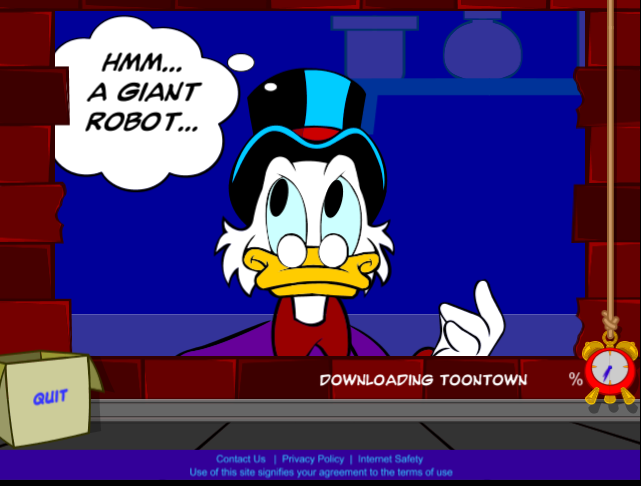 HMM...
A GIANT
ROBOT...
DOWNLOADING TOONTOWN %
QUIT
Contact Us | Privacy Policy | Internet Safety
Use of this site signifies your agreement to the terms of use